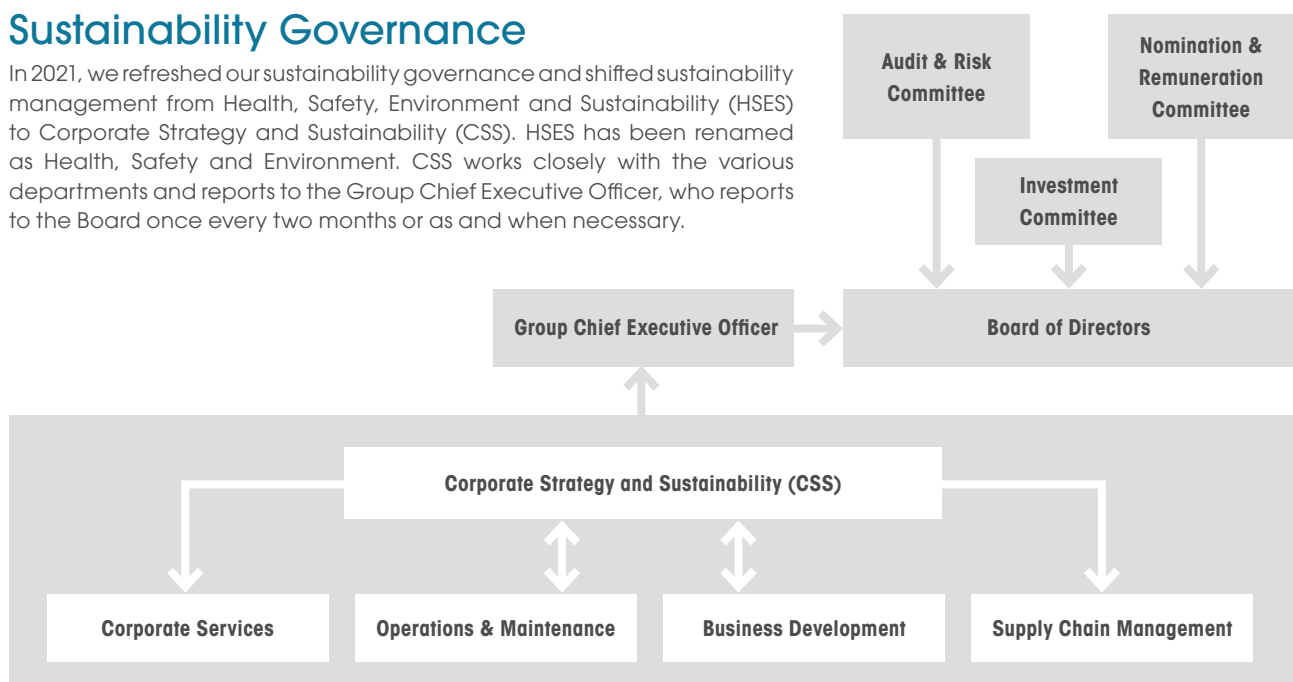 Sustainability Governance
In 2021, we refreshed our sustainability governance and shifted sustainability
management from Health, Safety, Environment and Sustainability (HSES)
to Corporate Strategy and Sustainability (CSS). HSES has been renamed
as Health, Safety and Environment. CSS works closely with the various
departments and reports to the Group Chief Executive Officer, who reports
to the Board once every two months or as and when necessary.
Audit & Risk
Committee
Nomination &
Remuneration
Committee
Investment
Committee
Group Chief Executive Officer
Board of Directors
Corporate Strategy and Sustainability (CSS)
Corporate Services
Operations & Maintenance
Business Development
Supply Chain Management